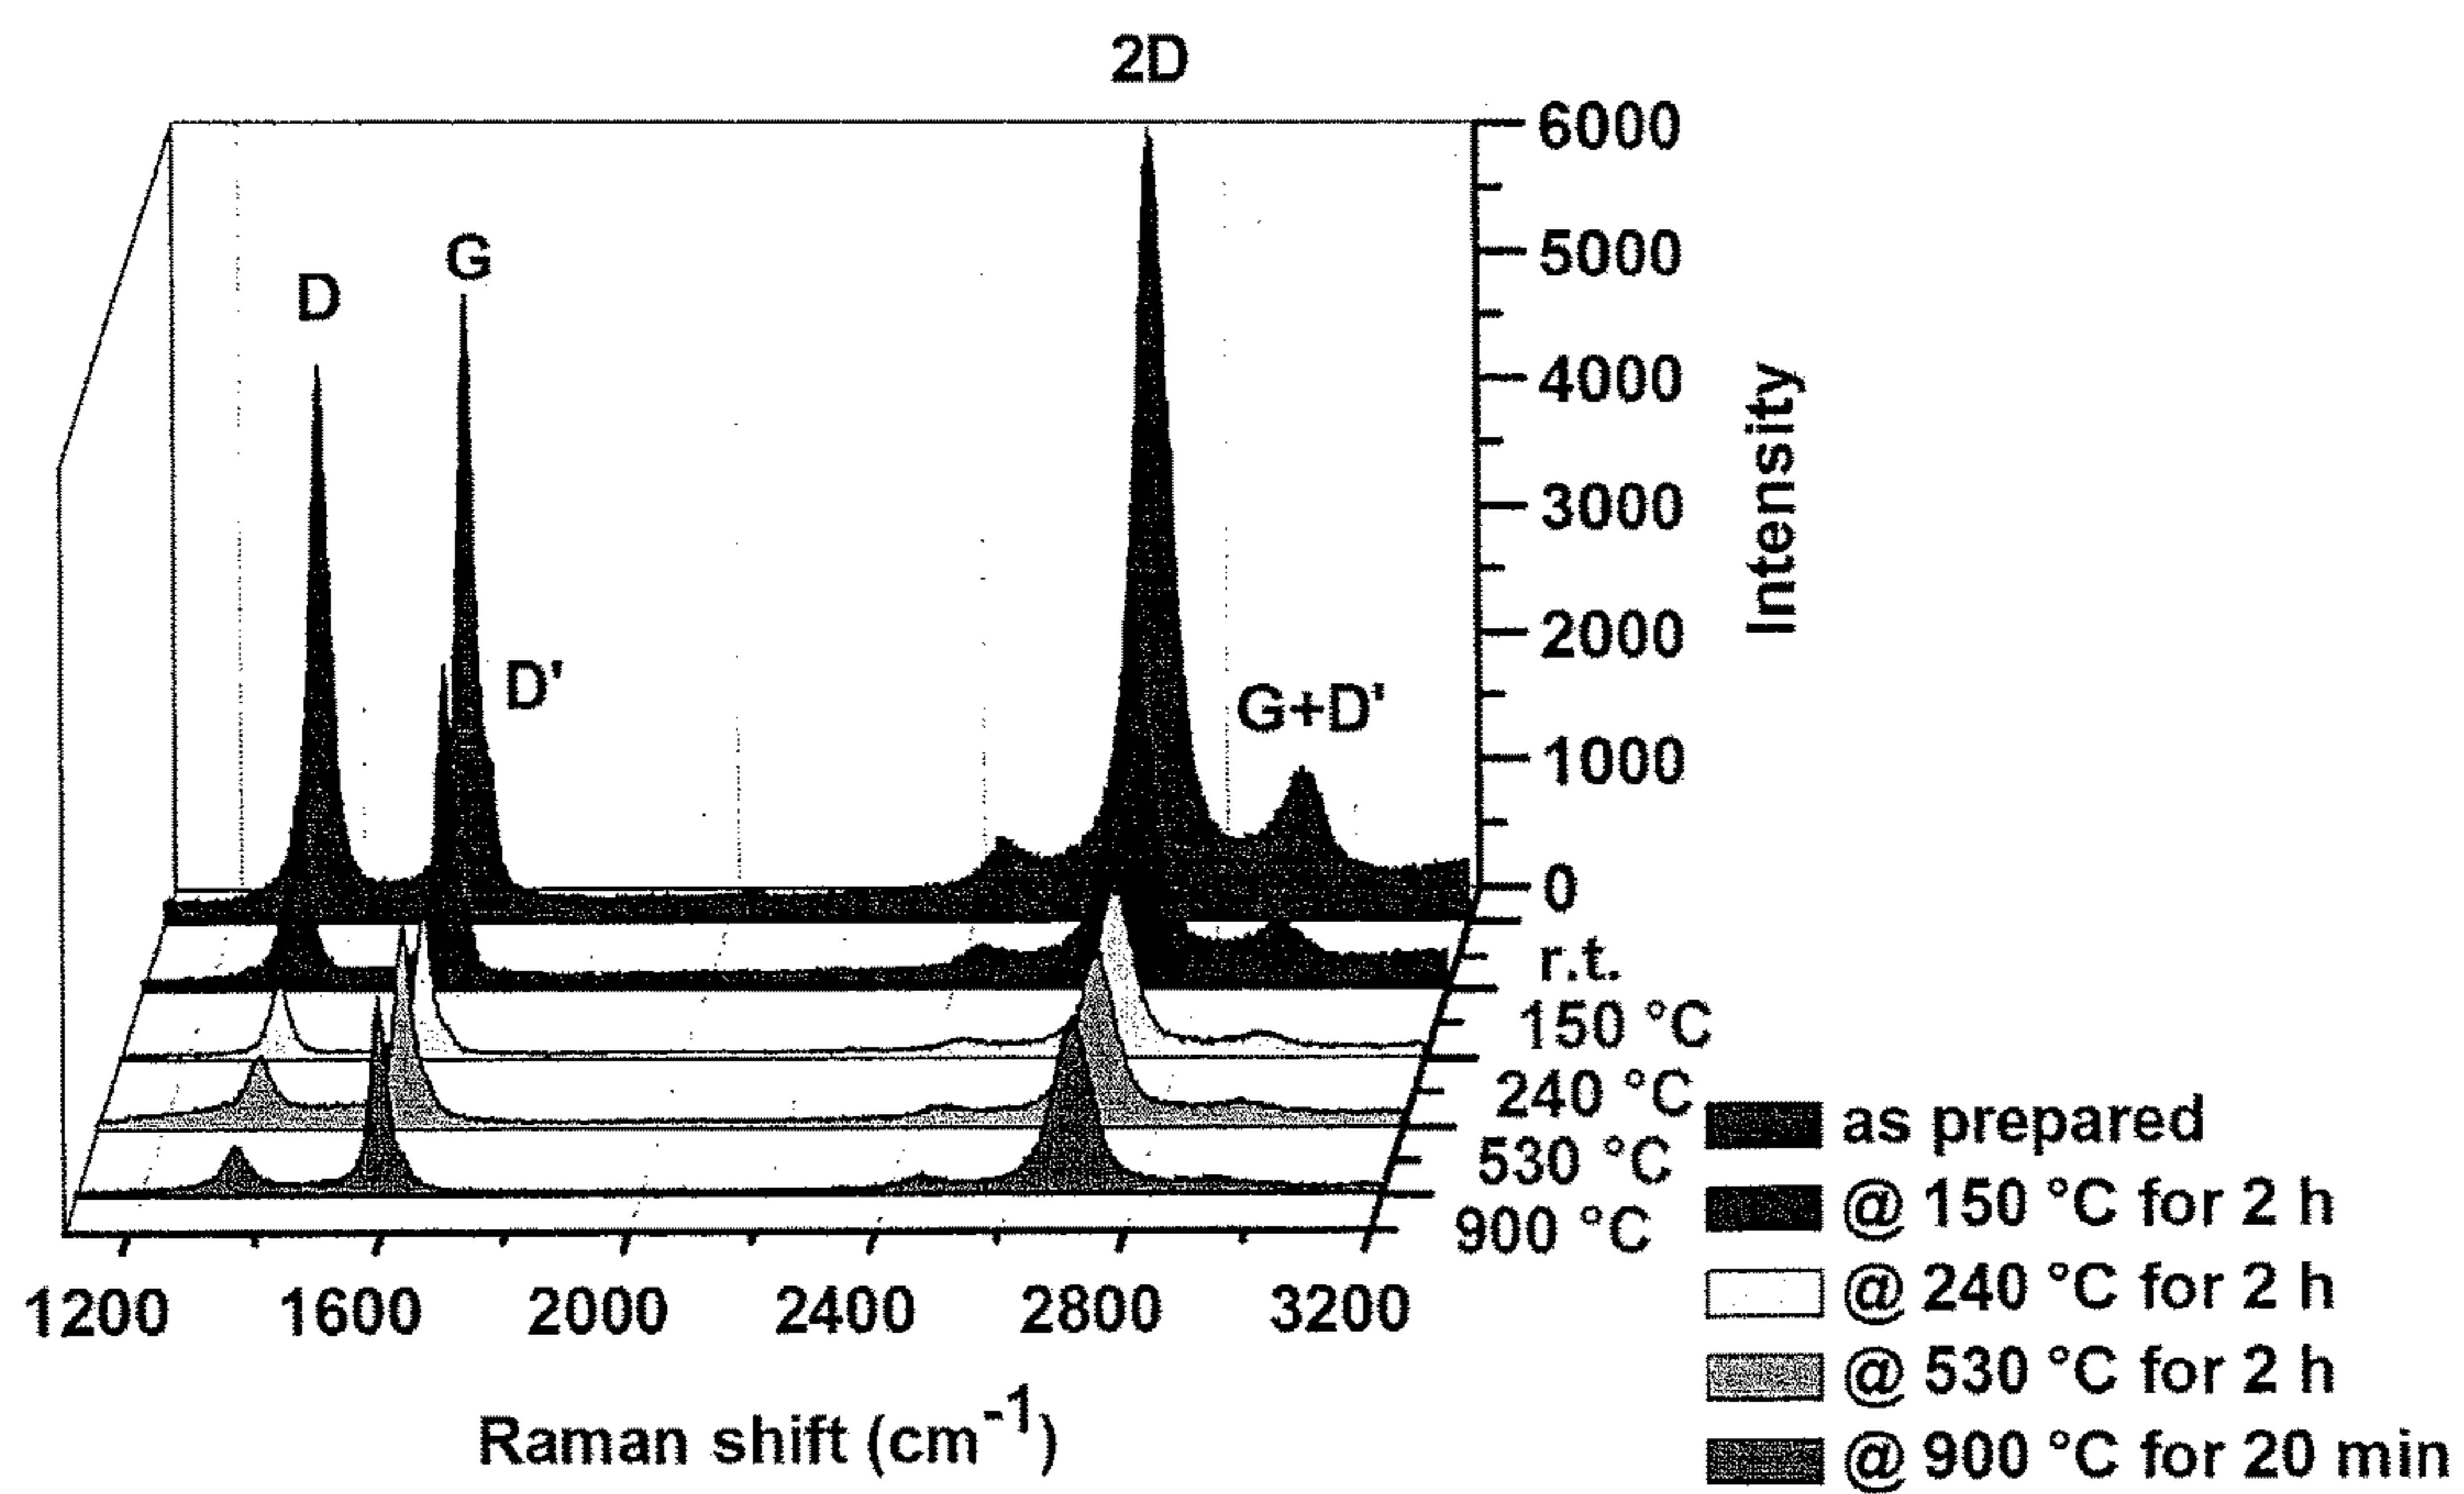 2D
6000
G
5000
D
4000
3000
Intensity
2000
D'
G+D'
1000
0
r.t.
150 °C
240 °C
530 °C
900 °C
as prepared
@ 150 °C for 2 h
@ 240 °C for 2 h
@ 530 °C for 2 h
@ 900 °C for 20 min
1200 1600 2000 2400 2800 3200
Raman shift (cm⁻¹)